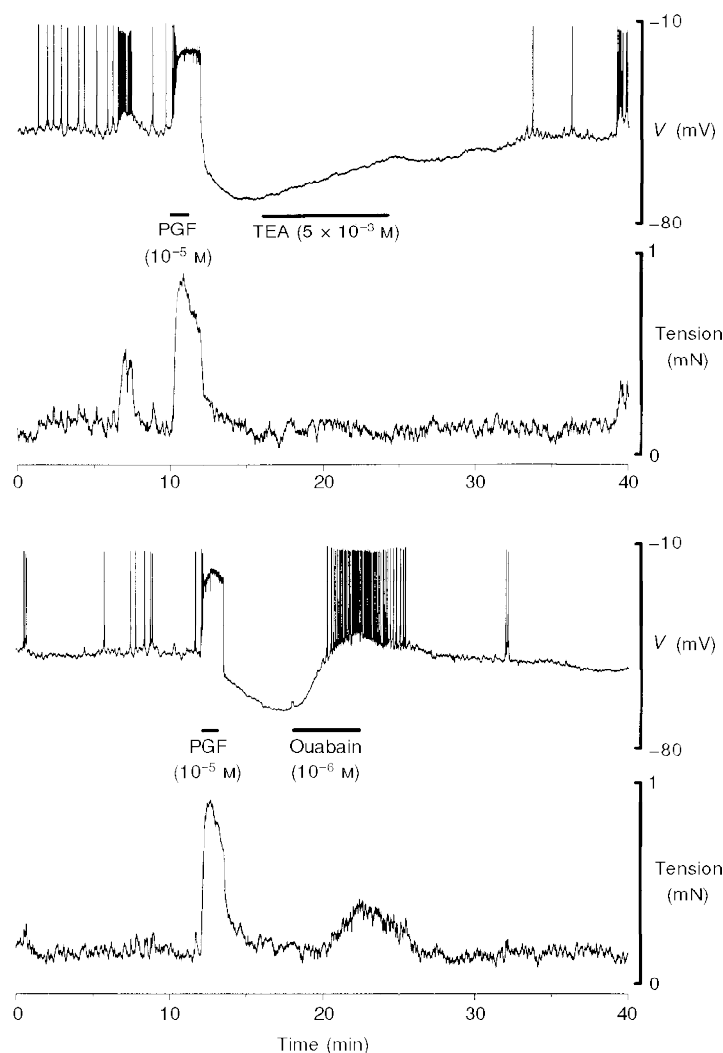 −10
V (mV)
PGF
(10⁻⁵ M)
TEA (5 × 10⁻³ M)
−80
1
Tension
(mN)
0
0 10 20 30 40
−10
V (mV)
PGF
(10⁻⁵ M)
Ouabain
(10⁻⁶ M)
−80
1
Tension
(mN)
0
0 10 20 30 40
Time (min)